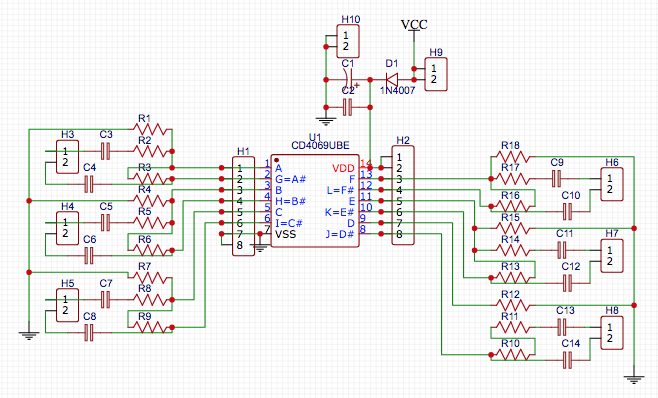 H10
1
2
VCC
H9
1
2
C1
+
C2
D1
1N4007
U1
CD4069UBE
H1
1
2
3
4
5
6
7
8
1
2
3
4
5
6
7
A
G=A#
B
H=B#
C
I=C#
VSS
VDD
F
L=F#
E
K=E#
D
J=D#
14
13
12
11
10
9
8
H2
1
2
3
4
5
6
7
8
R1
H3
1
2
C3
R2
C4
R3
R4
H4
1
2
C5
R5
C6
R6
R7
H5
1
2
C7
R8
C8
R9
R18
R17
C9
H6
1
2
R16
C10
R15
R14
C11
H7
1
2
R13
C12
R12
R11
C13
H8
1
2
R10
C14